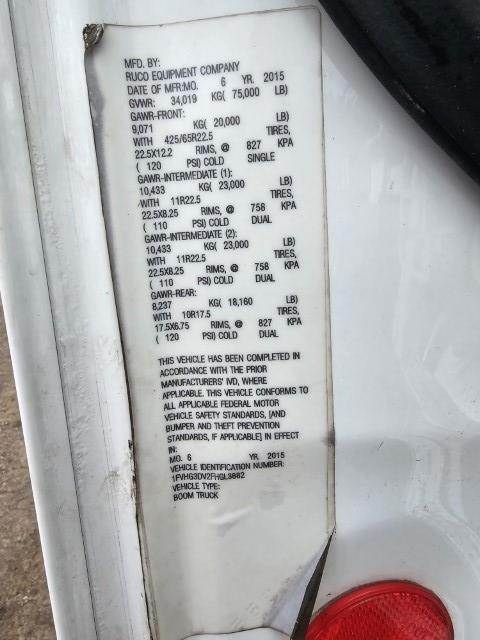 MFD. BY:
RUCO EQUIPMENT COMPANY
DATE OF MFR:MO. 6 YR. 2015
GVWR: 34,019 KG( 75,000 LB)
GAWR-FRONT:
9,071 KG( 20,000 LB)
WITH 425/65R22.5 TIRES,
22.5X12.2 RIMS, @ 827 KPA
( 120 PSI) COLD SINGLE
GAWR-INTERMEDIATE (1):
10,433 KG( 23,000 LB)
WITH 11R22.5 TIRES,
22.5X8.25 RIMS, @ 758 KPA
( 110 PSI) COLD DUAL
GAWR-INTERMEDIATE (2):
10,433 KG( 23,000 LB)
WITH 11R22.5 TIRES,
22.5X8.25 RIMS, @ 758 KPA
( 110 PSI) COLD DUAL
GAWR-REAR:
8,237 KG( 18,160 LB)
WITH 10R17.5 TIRES,
17.5X6.75 RIMS, @ 827 KPA
( 120 PSI) COLD DUAL
THIS VEHICLE HAS BEEN COMPLETED IN
ACCORDANCE WITH THE PRIOR
MANUFACTURERS' IVD, WHERE
APPLICABLE. THIS VEHICLE CONFORMS TO
ALL APPLICABLE FEDERAL MOTOR
VEHICLE SAFETY STANDARDS, [AND
BUMPER AND THEFT PREVENTION
STANDARDS, IF APPLICABLE] IN EFFECT
IN:
MO. 6 YR. 2015
VEHICLE IDENTIFICATION NUMBER:
1FVHG3DV2FHGL3882
VEHICLE TYPE:
BOOM TRUCK